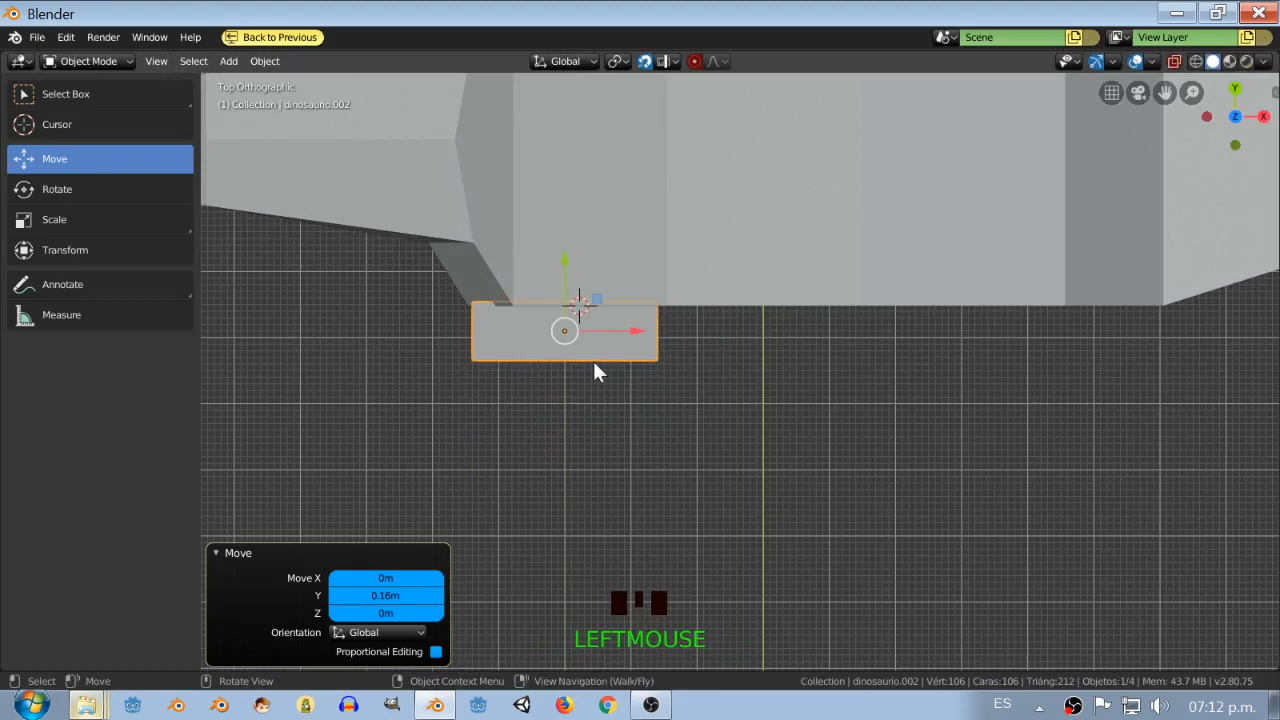 Blender
File Edit Render Window Help Back to Previous Scene View Layer
Object Mode View Select Add Object Global
Select Box
Cursor
Move
Rotate
Scale
Transform
Annotate
Measure
Top Orthographic
(1) Collection | dinosaurio.002
Y
Z
X
Move
Move X 0m
Y 0.16m
Z 0m
Orientation Global
Proportional Editing
LEFTMOUSE
Select Move Rotate View Object Context Menu View Navigation (Walk/Fly) Collection | dinosaurio.002 | Vért:106 | Caras:106 | Triáng:212 | Objetos:1/4 | Mem: 43.7 MB | v2.80.75
ES 07:12 p.m.